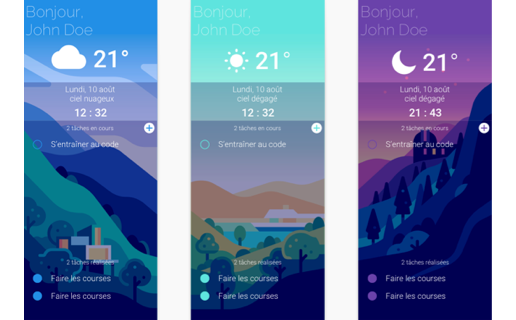 Bonjour,
John Doe
21°
Lundi, 10 août
ciel nuageux
12 : 32
2 tâches en cours
S'entraîner au code
2 tâches réalisées
Faire les courses
Faire les courses
Bonjour,
John Doe
21°
Lundi, 10 août
ciel dégagé
12 : 32
2 tâches en cours
S'entraîner au code
2 tâches réalisées
Faire les courses
Faire les courses
Bonjour,
John Doe
21°
Lundi, 10 août
ciel dégagé
21 : 43
2 tâches en cours
S'entraîner au code
2 tâches réalisées
Faire les courses
Faire les courses